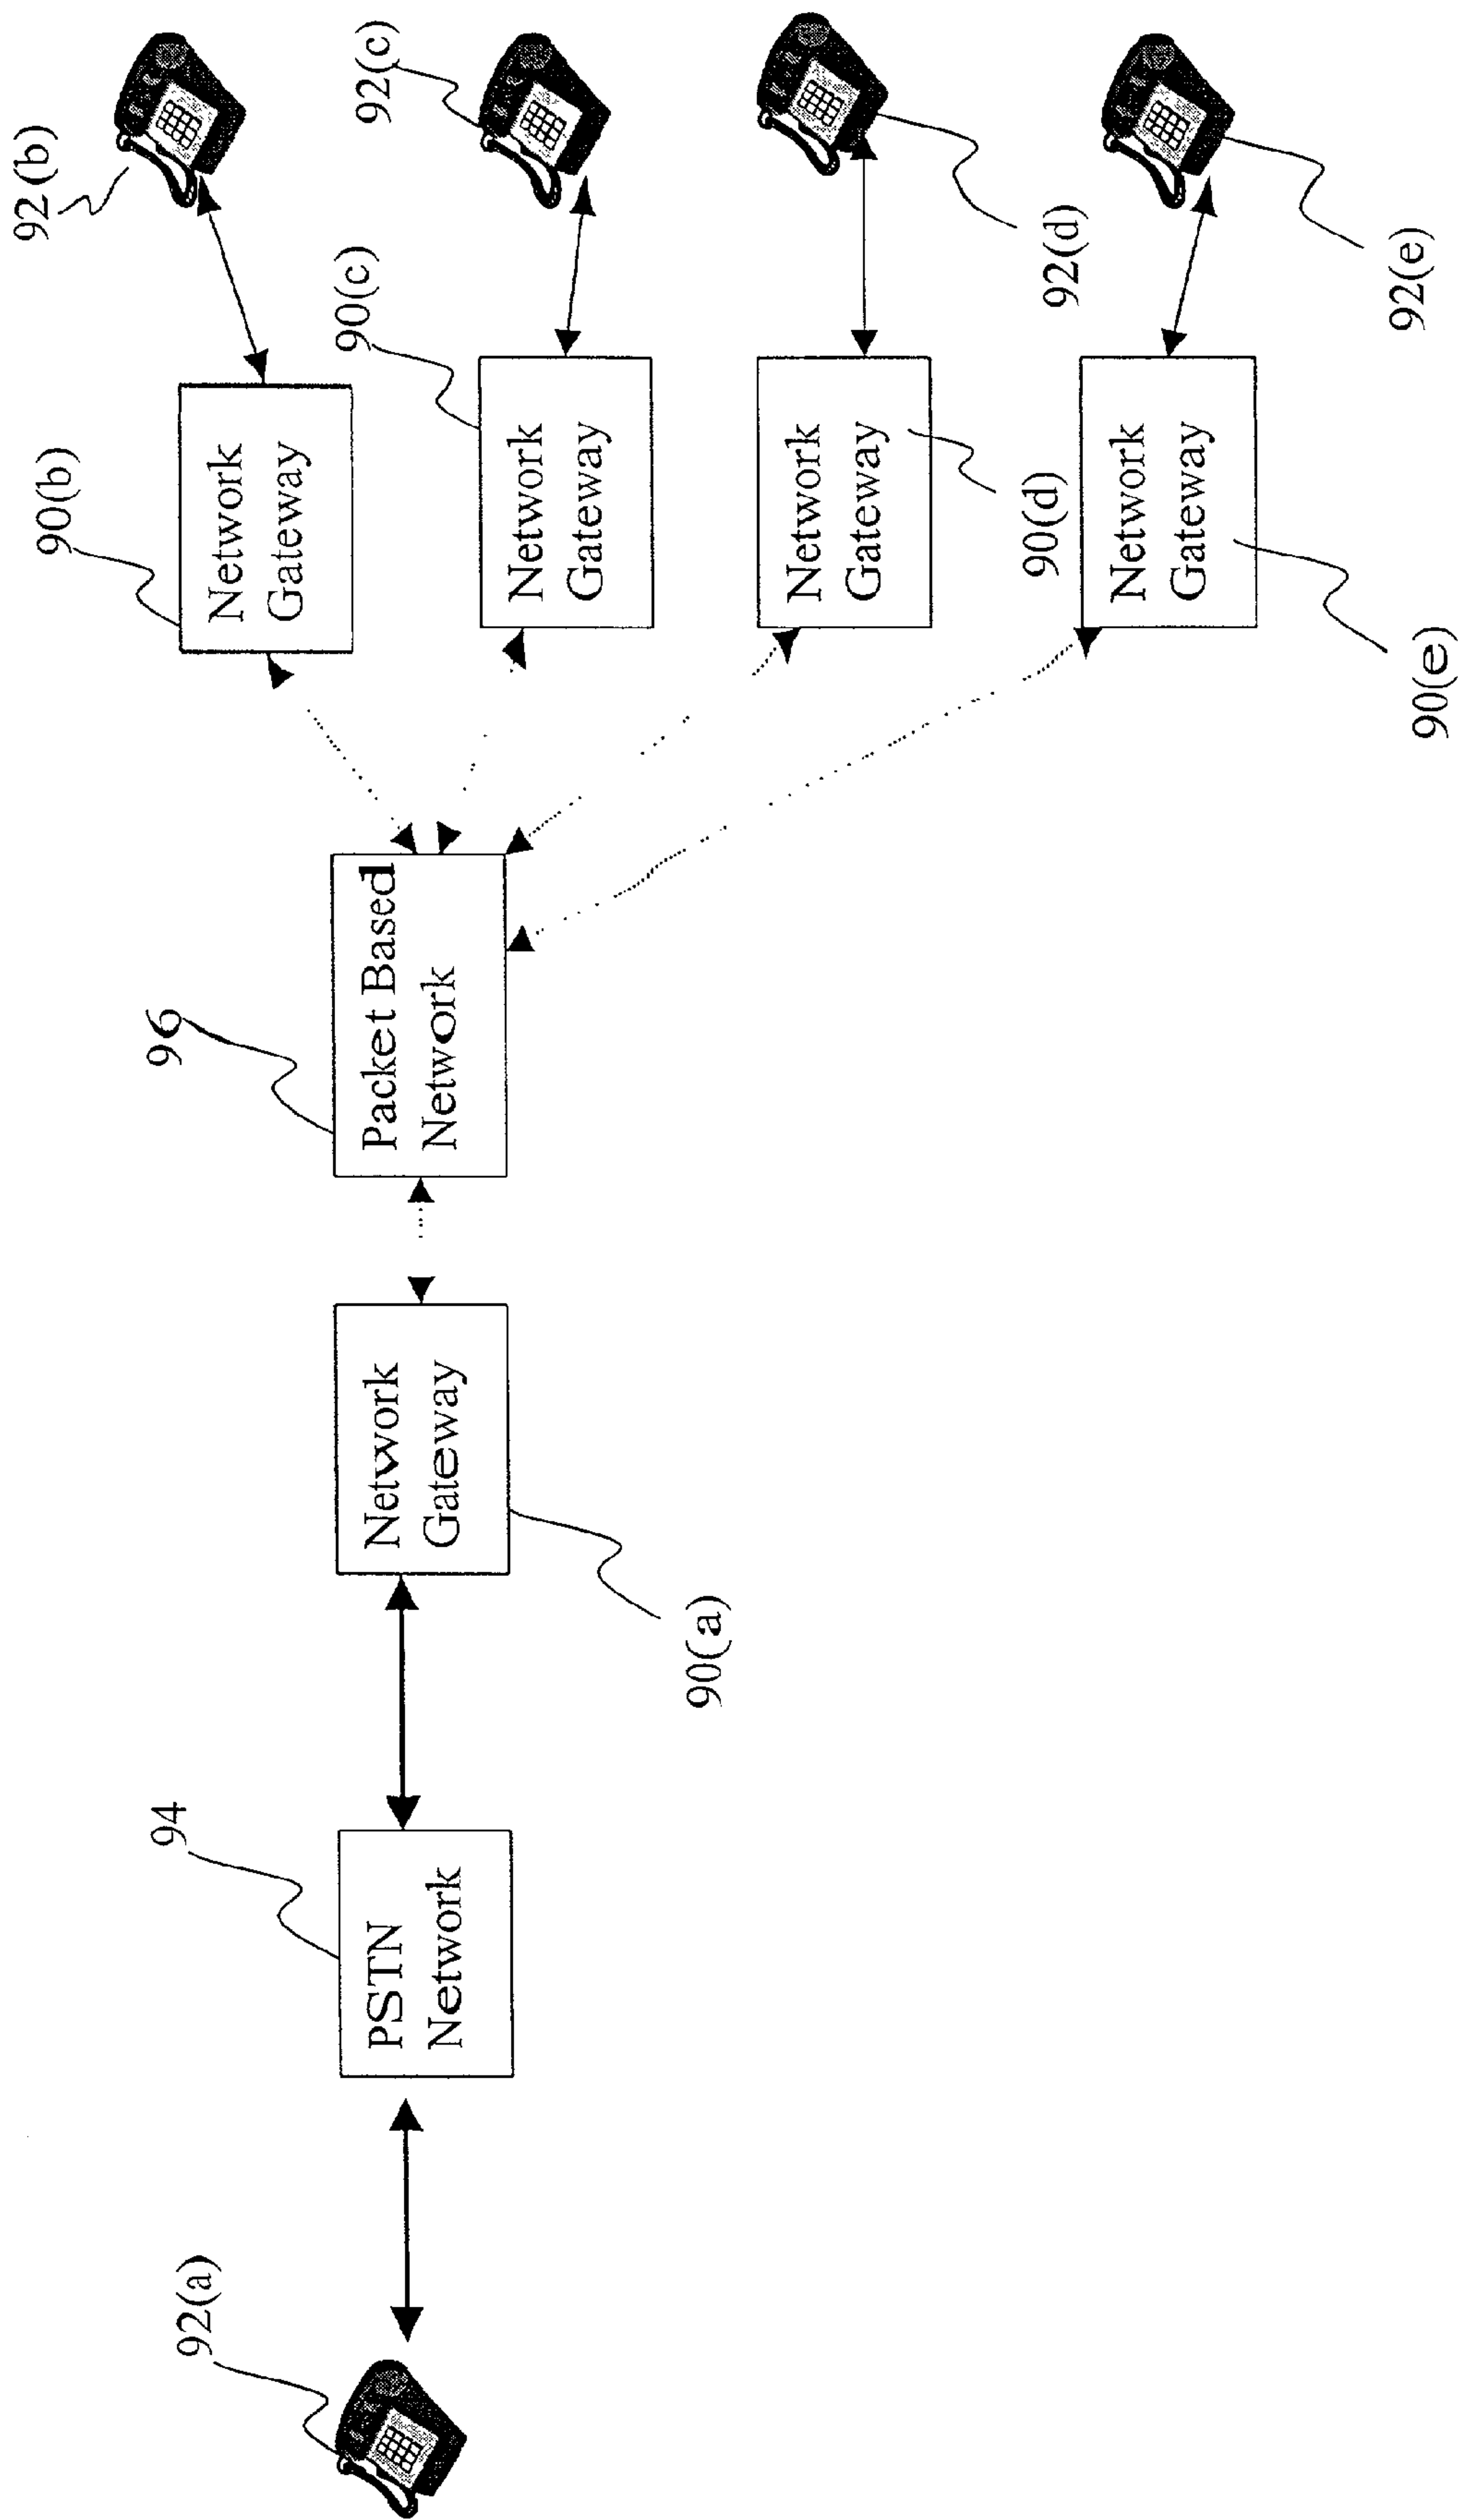 92(b)
92(c)
92(d)
92(e)
90(b)
Network
Gateway
90(c)
Network
Gateway
Network
Gateway
90(d)
Network
Gateway
90(e)
96
Packet Based
Network
Network
Gateway
90(a)
94
PSTN
Network
92(a)